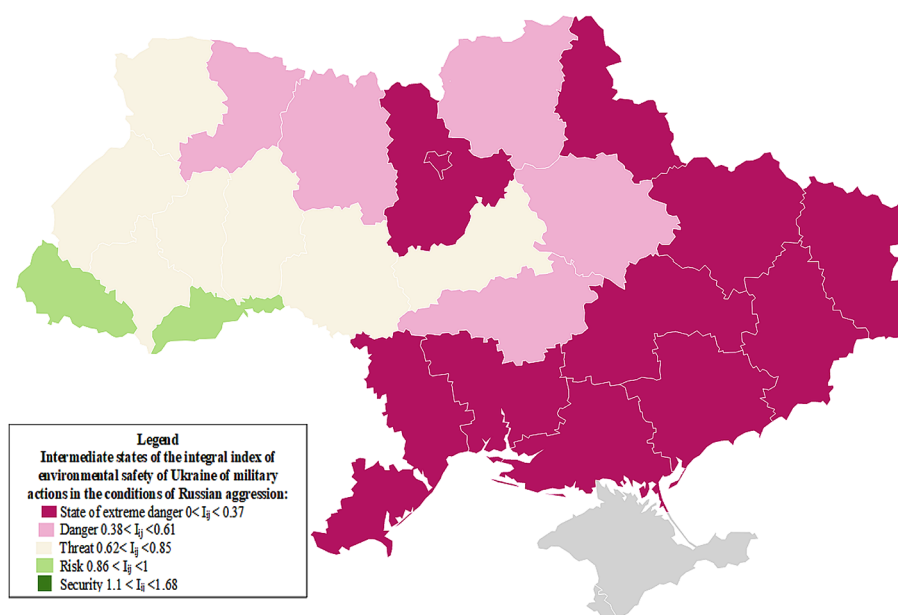 Legend
Intermediate states of the integral index of
environmental safety of Ukraine of military
actions in the conditions of Russian aggression:
State of extreme danger 0< Iij < 0.37
Danger 0.38< Iij <0.61
Threat 0.62< Iij <0.85
Risk 0.86 < Iij <1
Security 1.1 < Iij <1.68